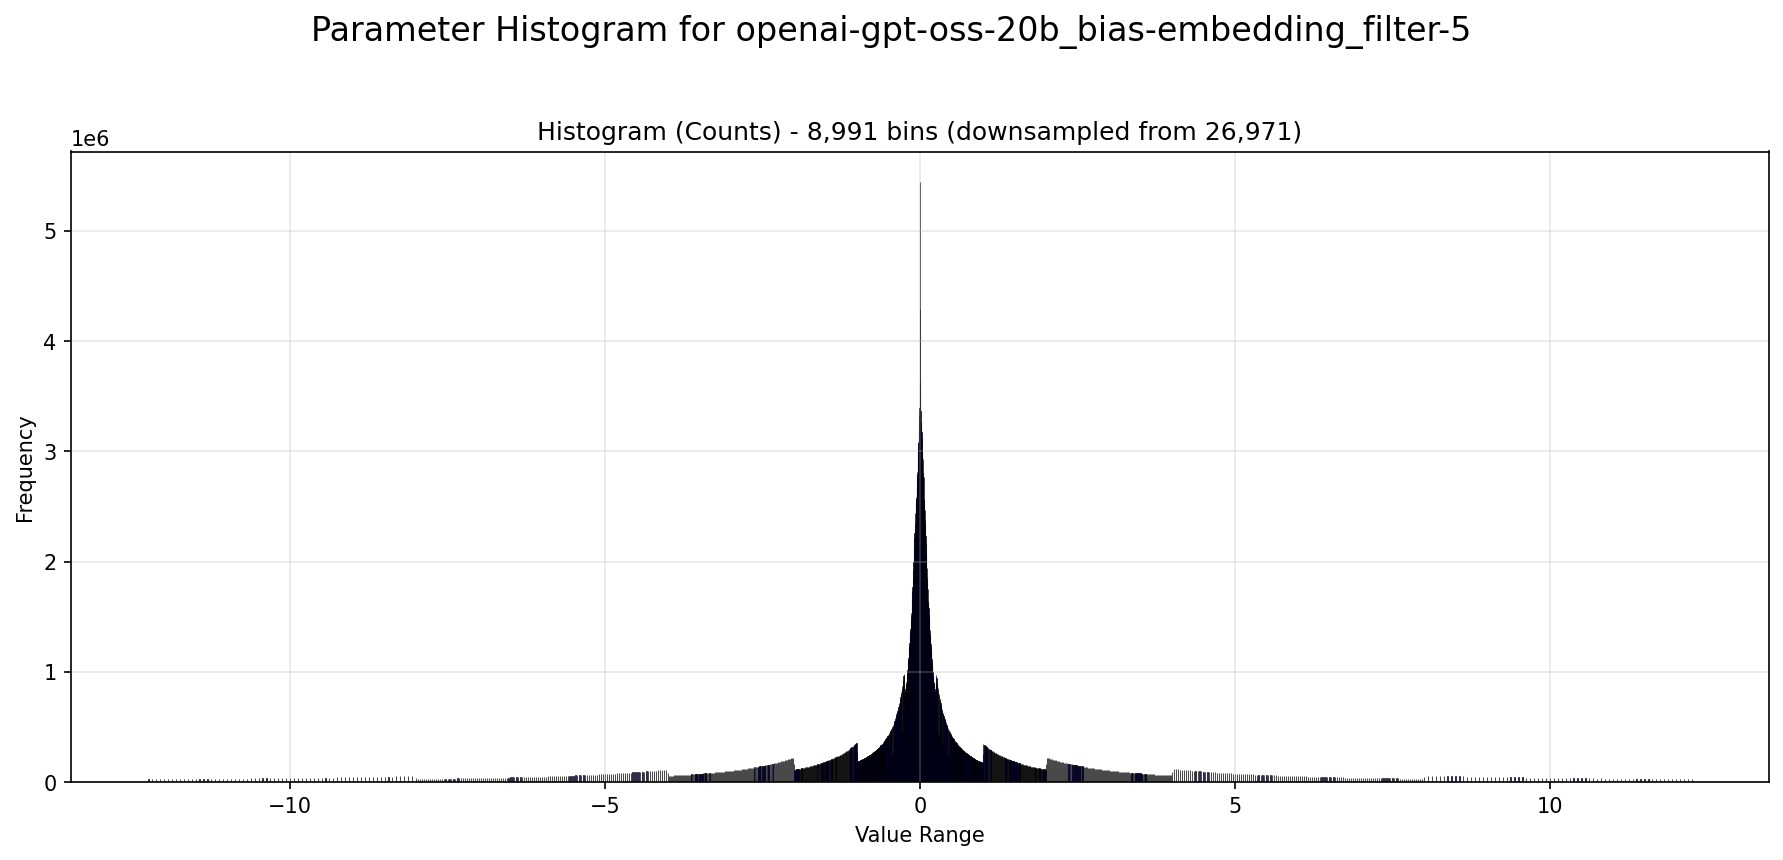 Parameter Histogram for openai-gpt-oss-20b_bias-embedding_filter-5
Histogram (Counts) - 8,991 bins (downsampled from 26,971)
1e6
5
4
3
2
1
0
Frequency
−10
−5
0
5
10
Value Range